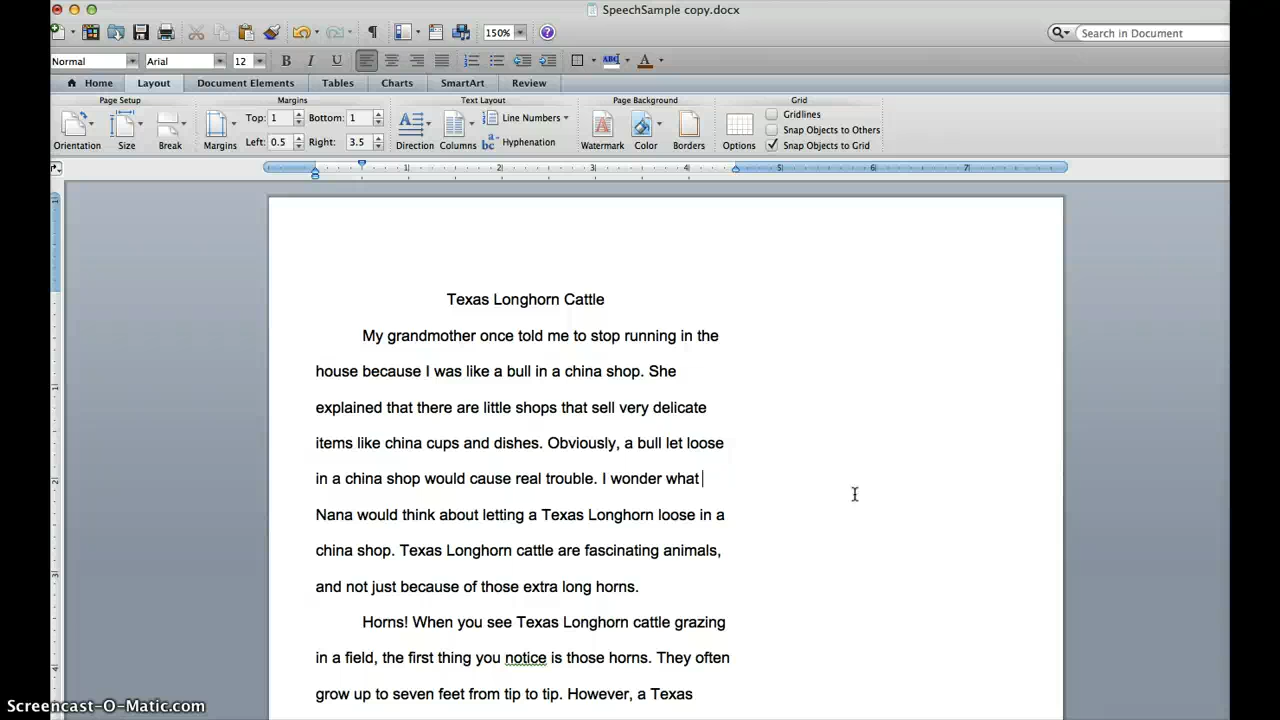 SpeechSample copy.docx
150%
Search in Document
Normal Arial 12 B I U ABC A
Home Layout Document Elements Tables Charts SmartArt Review
Page Setup Margins Text Layout Page Background Grid
Top: 1 Bottom: 1 Line Numbers Gridlines
Snap Objects to Others
Left: 0.5 Right: 3.5 Hyphenation
Orientation Size Break Margins Direction Columns Watermark Color Borders Options Snap Objects to Grid
1 2 3 4 5 6 7
Texas Longhorn Cattle
My grandmother once told me to stop running in the
house because I was like a bull in a china shop. She
explained that there are little shops that sell very delicate
items like china cups and dishes. Obviously, a bull let loose
in a china shop would cause real trouble. I wonder what
Nana would think about letting a Texas Longhorn loose in a
china shop. Texas Longhorn cattle are fascinating animals,
and not just because of those extra long horns.
Horns! When you see Texas Longhorn cattle grazing
in a field, the first thing you notice is those horns. They often
grow up to seven feet from tip to tip. However, a Texas
Screencast-O-Matic.com